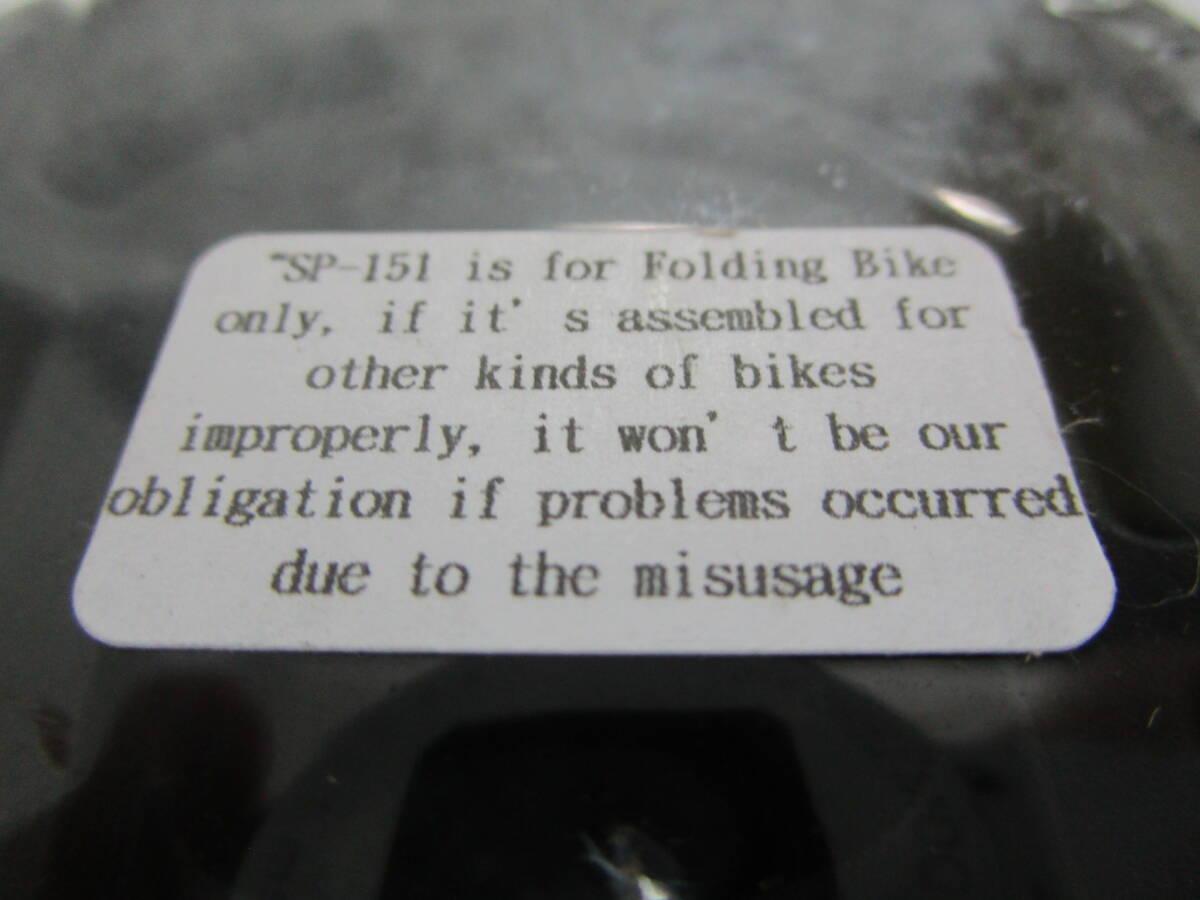 "SP-151 is for Folding Bike
only, if it's assembled for
other kinds of bikes
improperly, it won't be our
obligation if problems occurred
due to the misusage